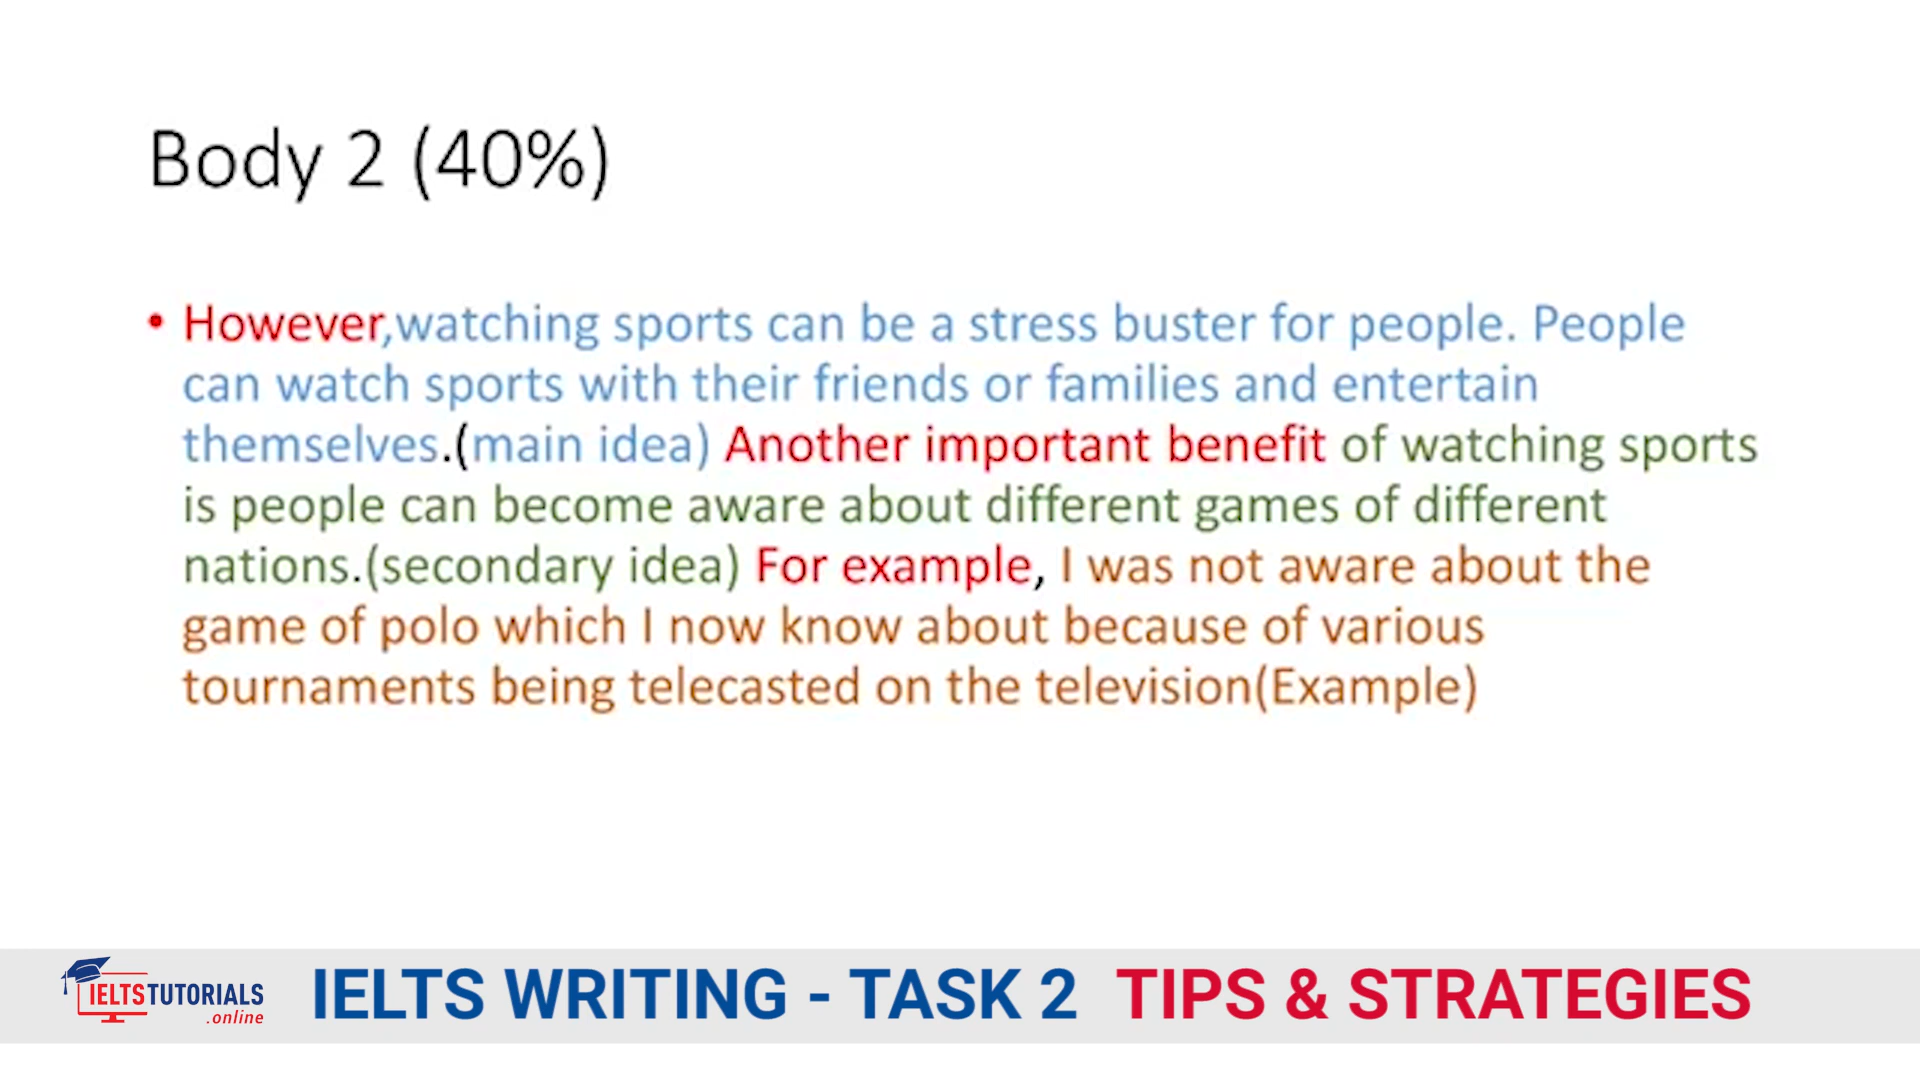 Body 2 (40%)
• However,watching sports can be a stress buster for people. People
can watch sports with their friends or families and entertain
themselves.(main idea) Another important benefit of watching sports
is people can become aware about different games of different
nations.(secondary idea) For example, I was not aware about the
game of polo which I now know about because of various
tournaments being telecasted on the television(Example)
IELTSTUTORIALS
.online
IELTS WRITING - TASK 2 TIPS & STRATEGIES